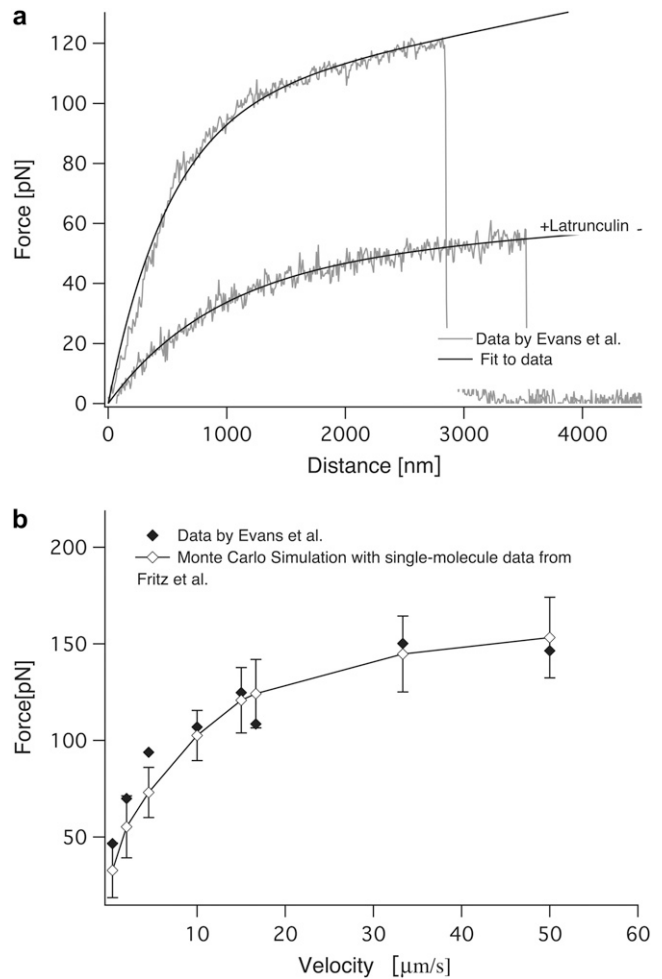 a
120
100
80
60
40
20
0
Force [pN]
+Latrunculin
Data by Evans et al.
Fit to data
0 1000 2000 3000 4000
Distance [nm]
b
Data by Evans et al.
Monte Carlo Simulation with single-molecule data from
Fritz et al.
200
150
100
50
Force[pN]
10 20 30 40 50 60
Velocity [μm/s]